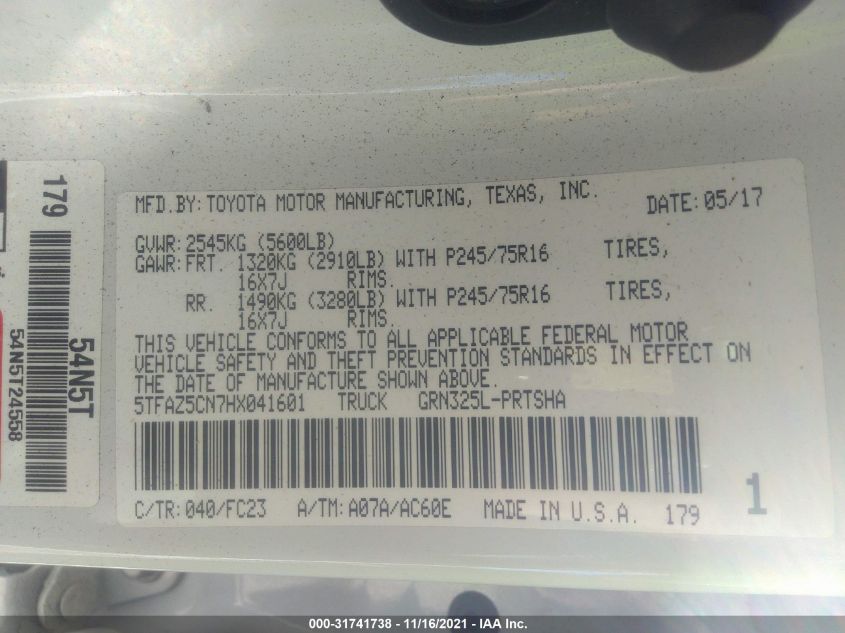 MFD.BY:TOYOTA MOTOR MANUFACTURING, TEXAS, INC. DATE:05/17
GVWR:2545KG (5600LB)
GAWR:FRT. 1320KG (2910LB) WITH P245/75R16 TIRES,
16X7J RIMS.
RR. 1490KG (3280LB) WITH P245/75R16 TIRES,
16X7J RIMS.
THIS VEHICLE CONFORMS TO ALL APPLICABLE FEDERAL MOTOR
VEHICLE SAFETY AND THEFT PREVENTION STANDARDS IN EFFECT ON
THE DATE OF MANUFACTURE SHOWN ABOVE.
5TFAZ5CN7HX041601 TRUCK GRN325L-PRTSHA
C/TR:040/FC23 A/TM:A07A/AC60E MADE IN U.S.A. 179
1
179
54N5T
54N5T24558
000-31741738 - 11/16/2021 - IAA Inc.